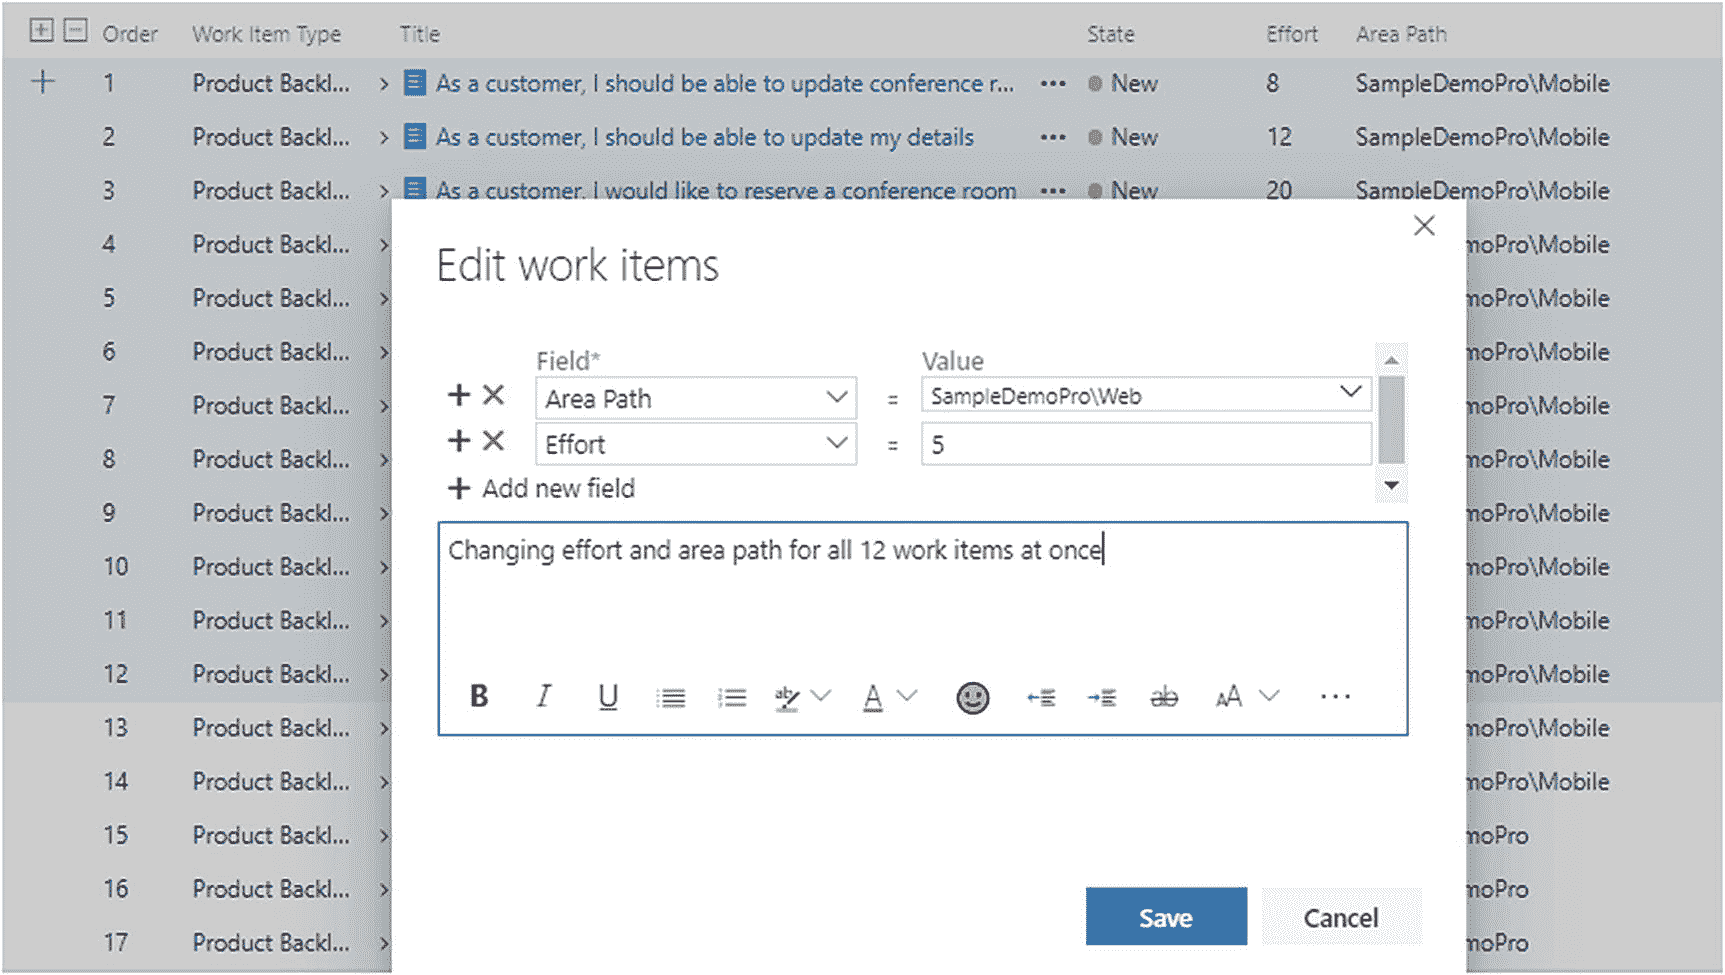 Order Work Item Type Title State Effort Area Path
1 Product Backl... As a customer, I should be able to update conference r... ... New 8 SampleDemoPro\Mobile
2 Product Backl... As a customer, I should be able to update my details ... New 12 SampleDemoPro\Mobile
3 Product Backl... As a customer, I would like to reserve a conference room ... New 20 SampleDemoPro\Mobile
4 Product Backl... moPro\Mobile
Edit work items
5 Product Backl... moPro\Mobile
6 Product Backl... moPro\Mobile
Field* Value
Area Path = SampleDemoPro\Web
7 Product Backl... moPro\Mobile
Effort = 5
8 Product Backl... moPro\Mobile
+ Add new field
9 Product Backl... moPro\Mobile
Changing effort and area path for all 12 work items at once
10 Product Backl... moPro\Mobile
11 Product Backl... moPro\Mobile
12 Product Backl... moPro\Mobile
B I U ab A ab AA ...
13 Product Backl... moPro\Mobile
14 Product Backl... moPro\Mobile
15 Product Backl... moPro
16 Product Backl... moPro
Save Cancel
17 Product Backl... moPro